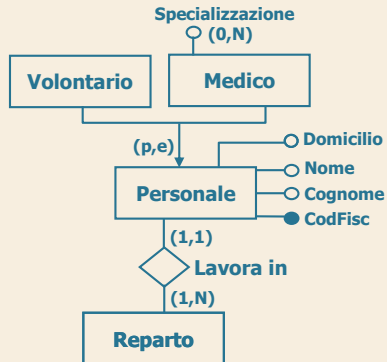 Specializzazione
(0,N)
Volontario
Medico
(p,e)
Domicilio
Personale
Nome
Cognome
CodFisc
(1,1)
Lavora in
(1,N)
Reparto